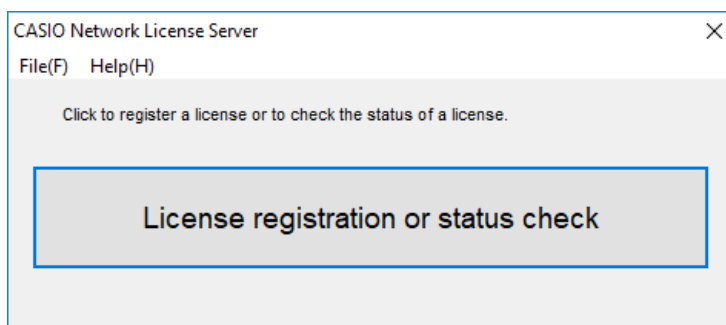 CASIO Network License Server
File(F) Help(H)
Click to register a license or to check the status of a license.
License registration or status check